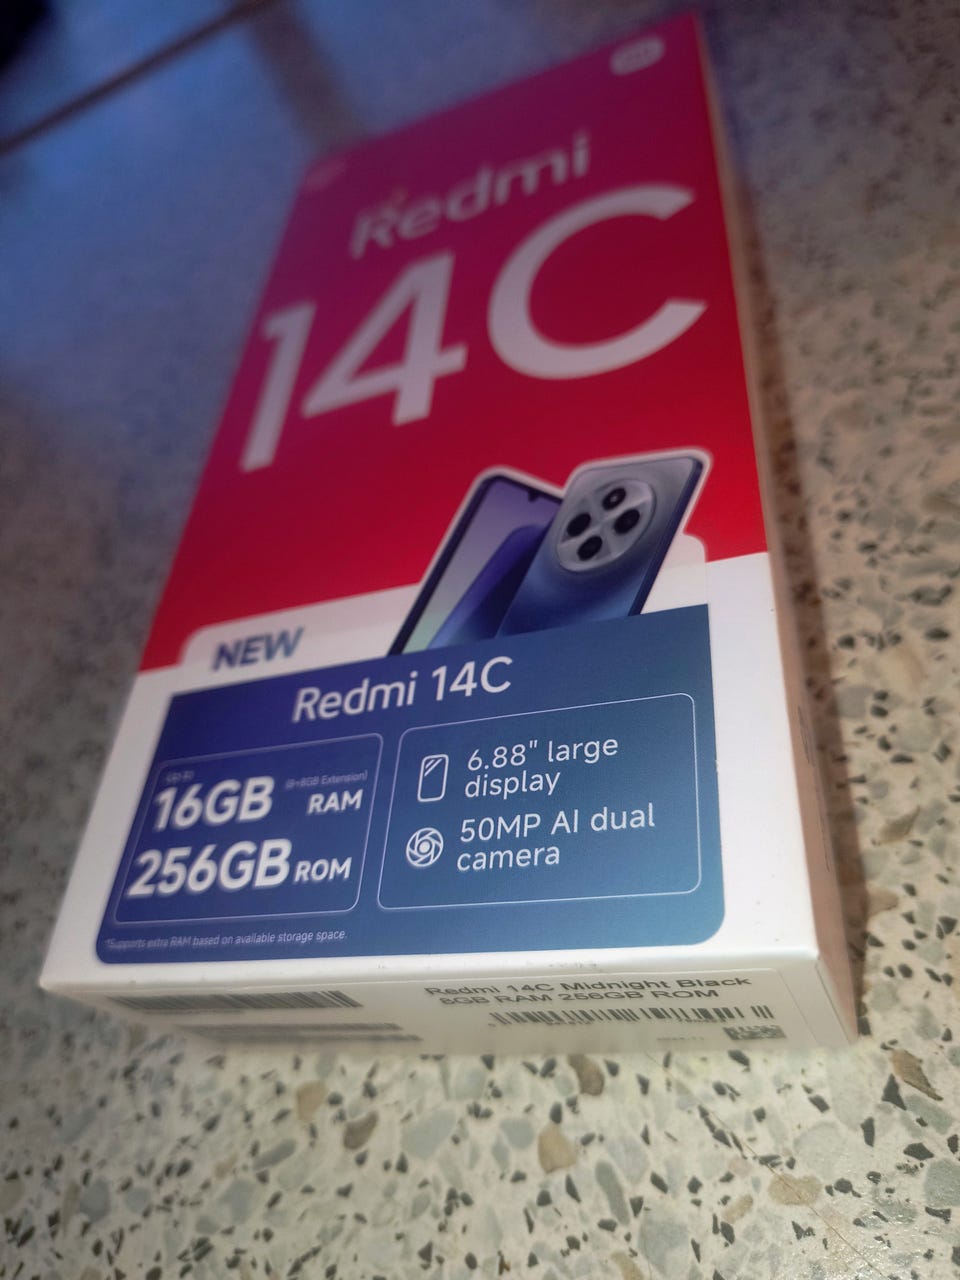 Redmi
14C
NEW
Redmi 14C
Up to
16GB
(8+8GB Extension)
RAM
256GB ROM
6.88" large
display
50MP AI dual
camera
*Supports extra RAM based on available storage space.
Redmi 14C Midnight Black
8GB RAM 256GB ROM